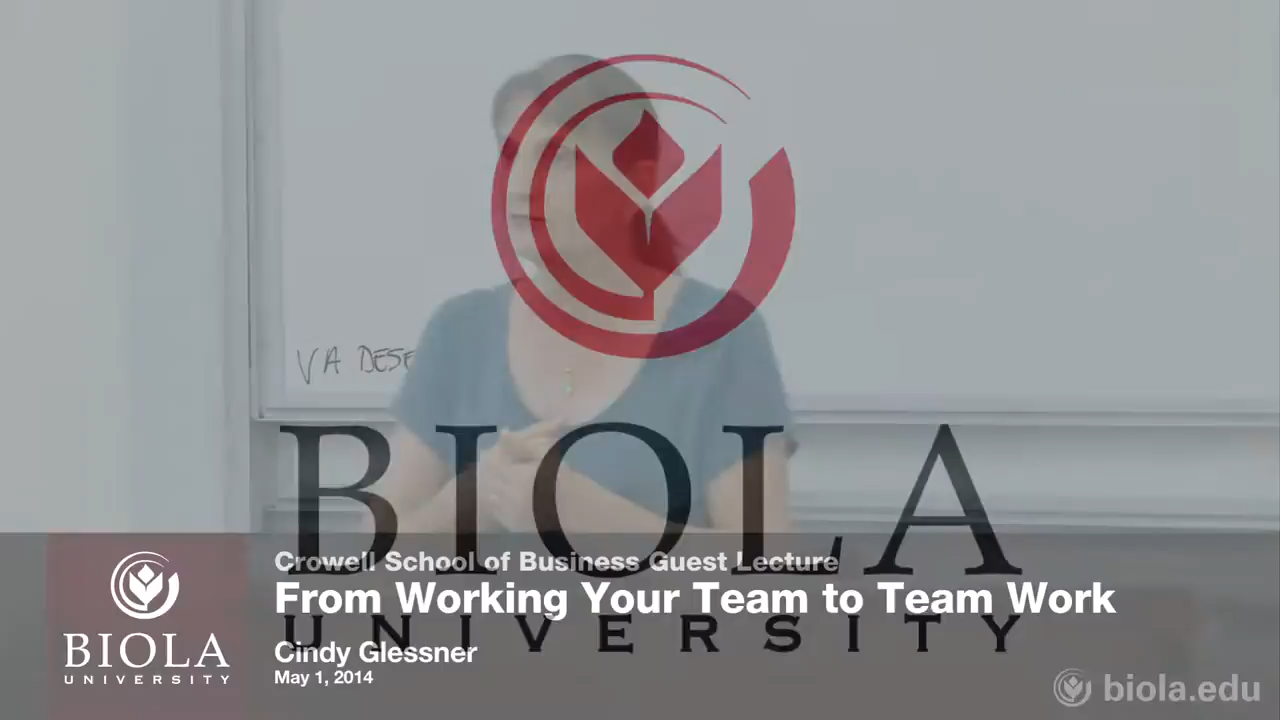 VA DESE
BIOLA
UNIVERSITY
Crowell School of Business Guest Lecture
From Working Your Team to Team Work
Cindy Glessner
May 1, 2014
BIOLA
UNIVERSITY
biola.edu